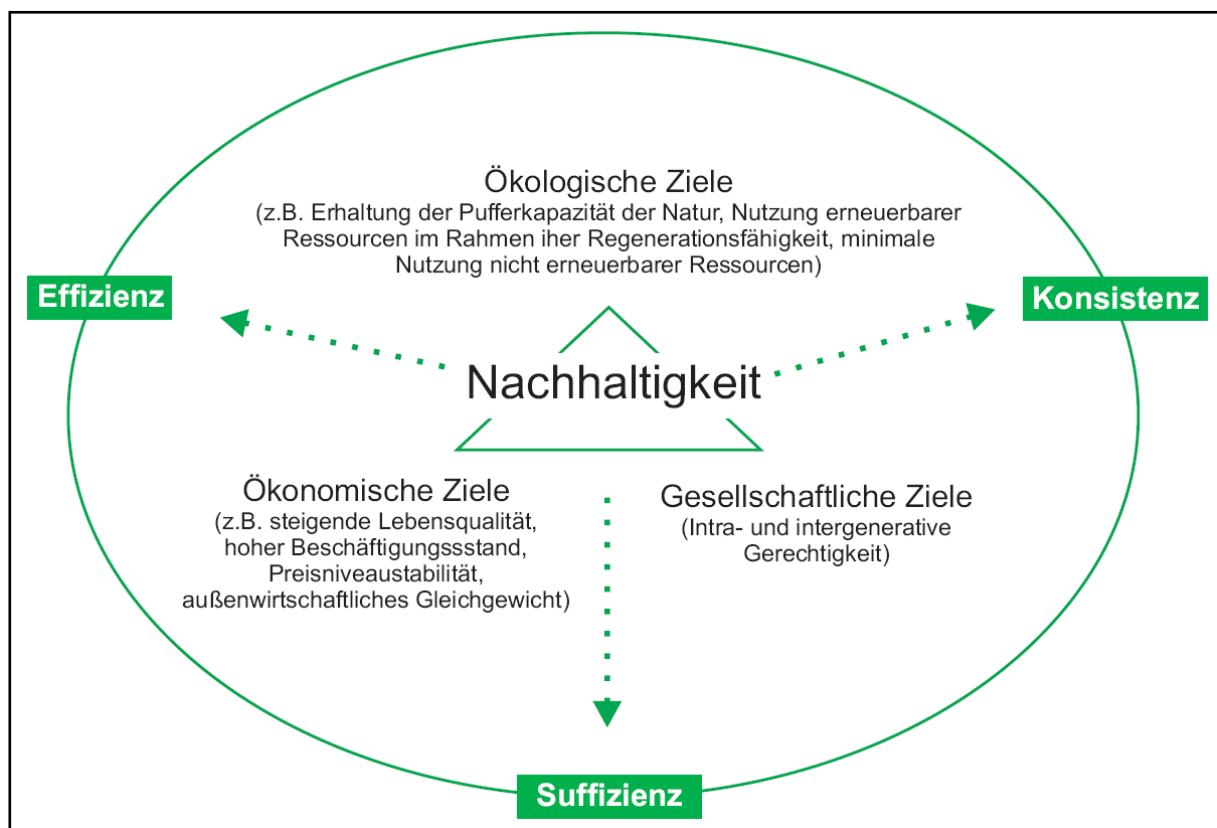 Ökologische Ziele
(z.B. Erhaltung der Pufferkapazität der Natur, Nutzung erneuerbarer
Ressourcen im Rahmen iher Regenerationsfähigkeit, minimale
Nutzung nicht erneuerbarer Ressourcen)
Effizienz
Konsistenz
Nachhaltigkeit
Ökonomische Ziele
(z.B. steigende Lebensqualität,
hoher Beschäftigungssstand,
Preisniveaustabilität,
außenwirtschaftliches Gleichgewicht)
Gesellschaftliche Ziele
(Intra- und intergenerative
Gerechtigkeit)
Suffizienz